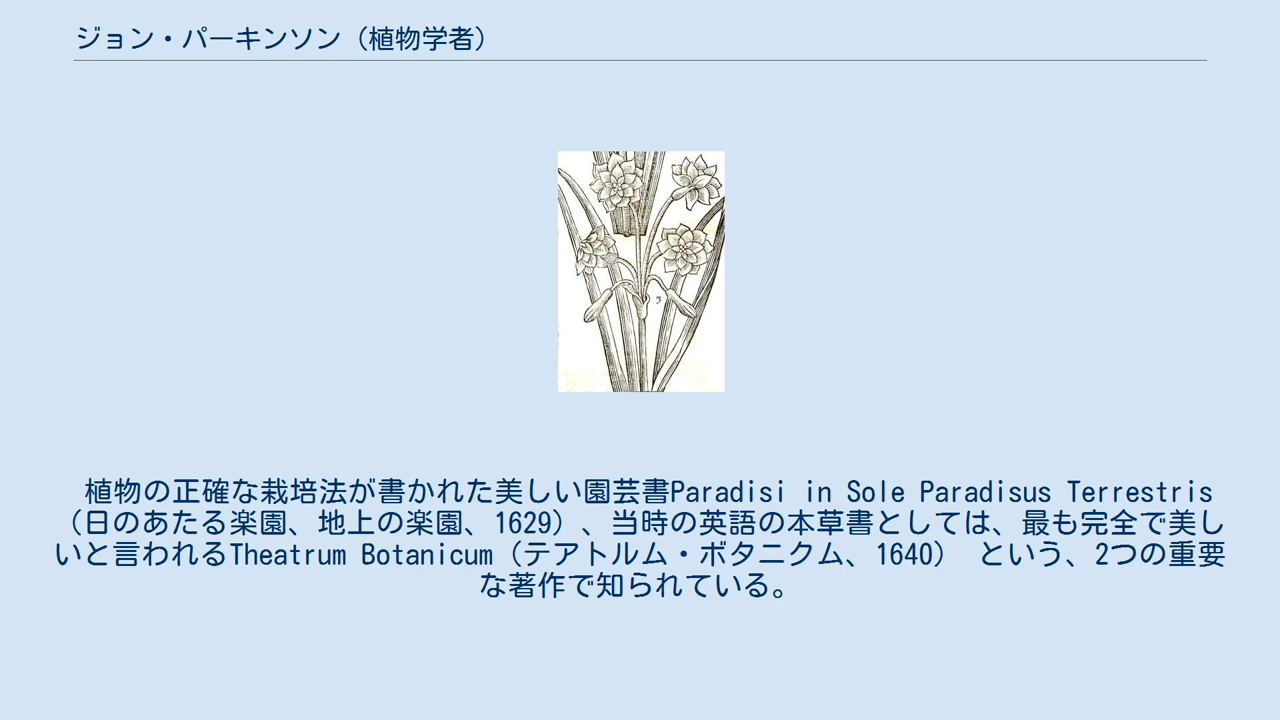 ジョン・パーキンソン（植物学者）
3
植物の正確な栽培法が書かれた美しい園芸書Paradisi in Sole Paradisus Terrestris
（日のあたる楽園、地上の楽園、1629）、当時の英語の本草書としては、最も完全で美し
いと言われるTheatrum Botanicum（テアトルム・ボタニクム、1640） という、2つの重要
な著作で知られている。